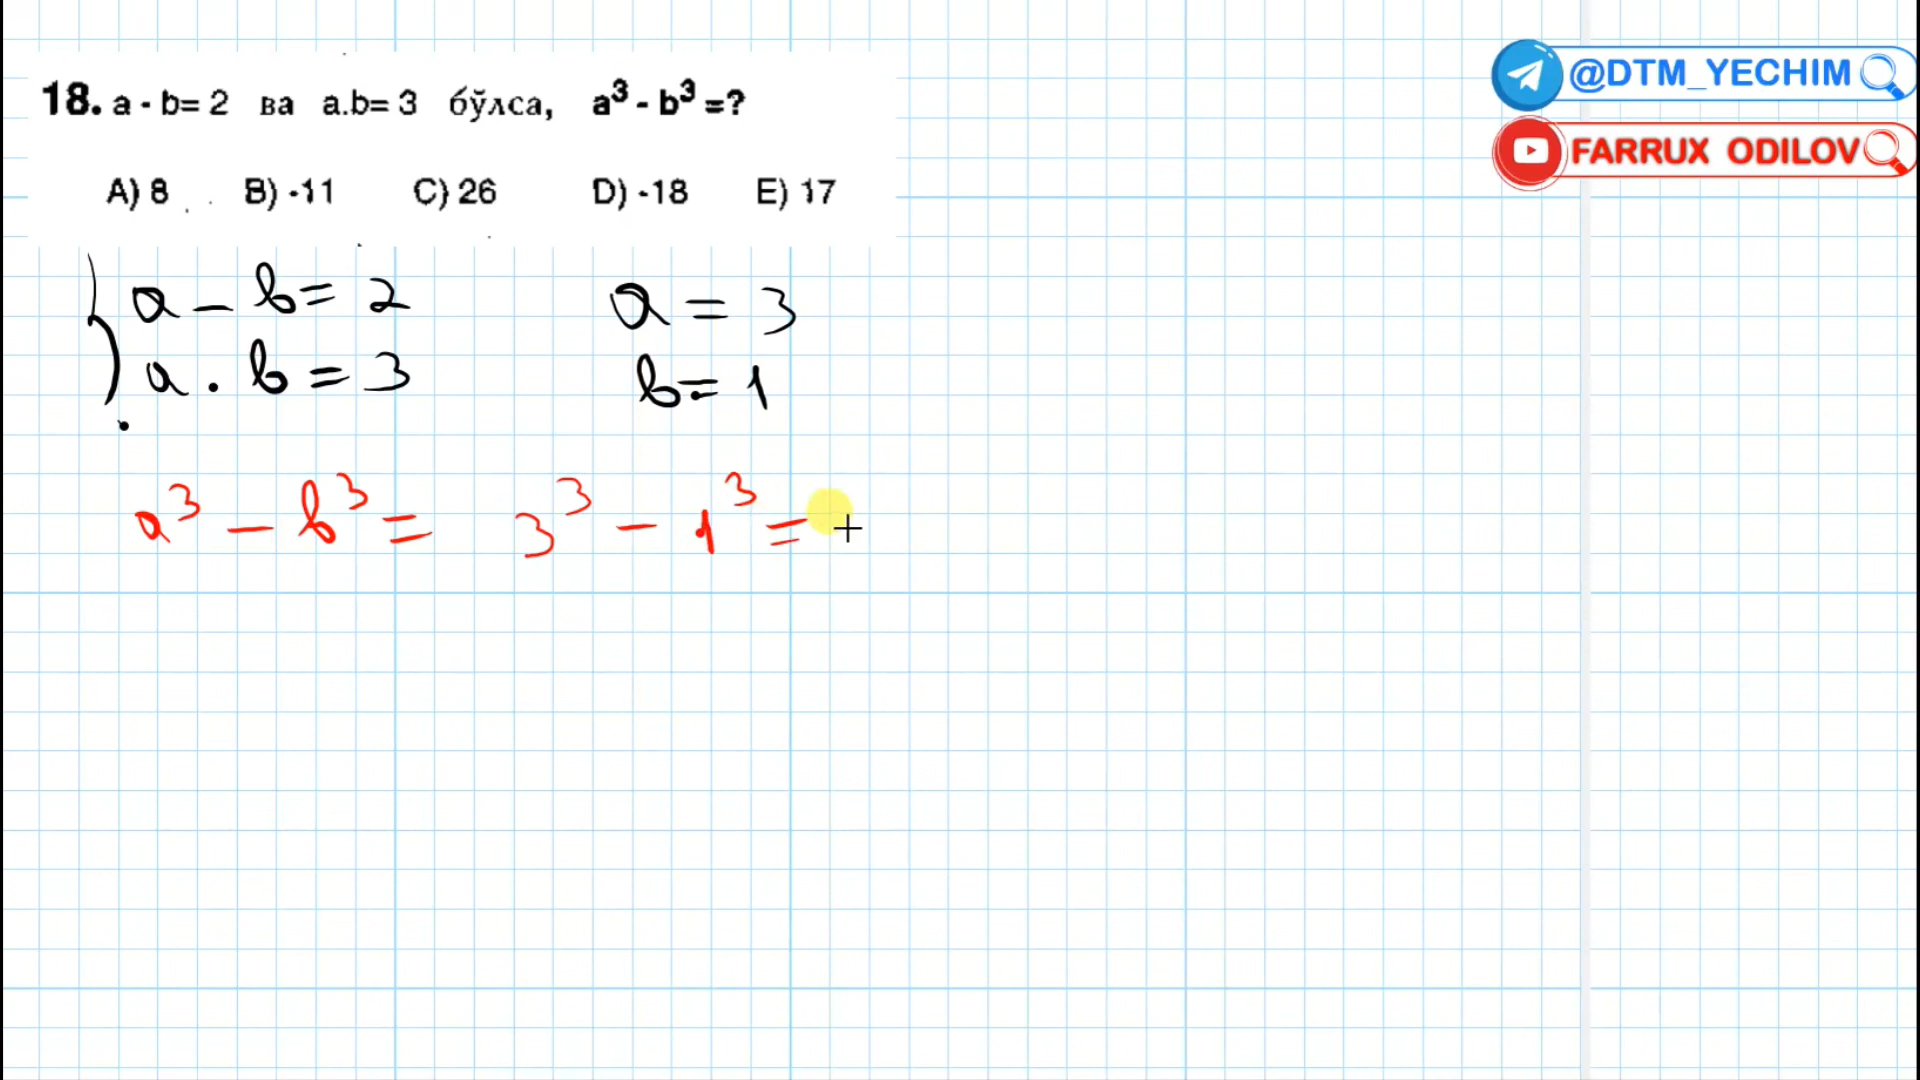 18. a - b= 2 ва a.b= 3 бўлса, a³ - b³ =?
A) 8 B) -11 C) 26 D) -18 E) 17
@DTM_YECHIM
FARRUX ODILOV
a - b = 2
a . b = 3
a = 3
b = 1
a³ - b³ = 3³ - 1³ =